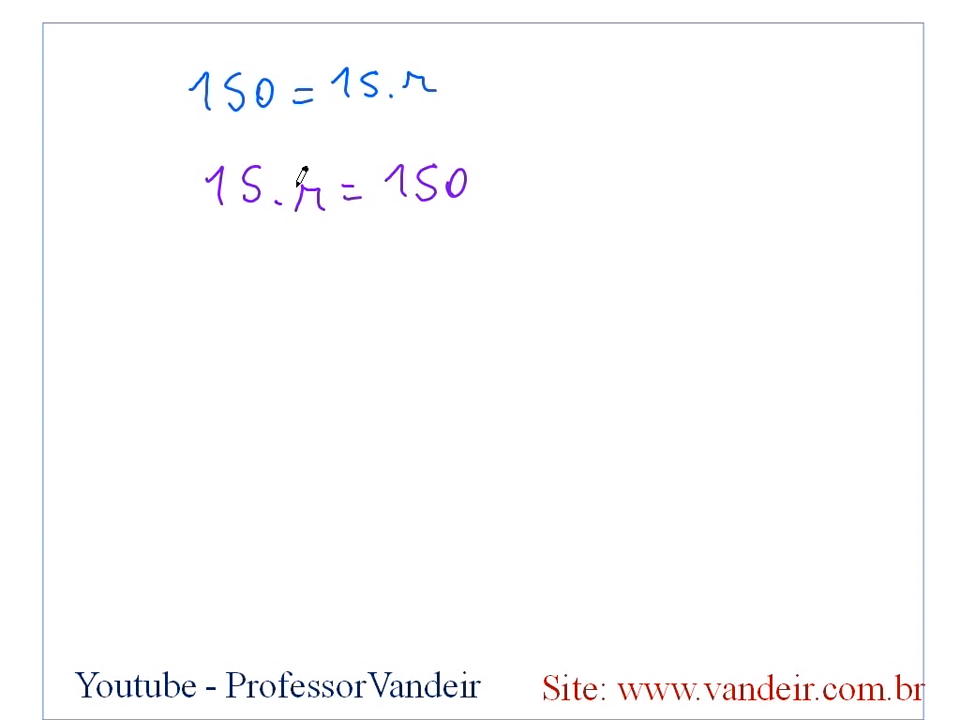 150 = 15.r
15.r = 150
Youtube - ProfessorVandeir
Site: www.vandeir.com.br